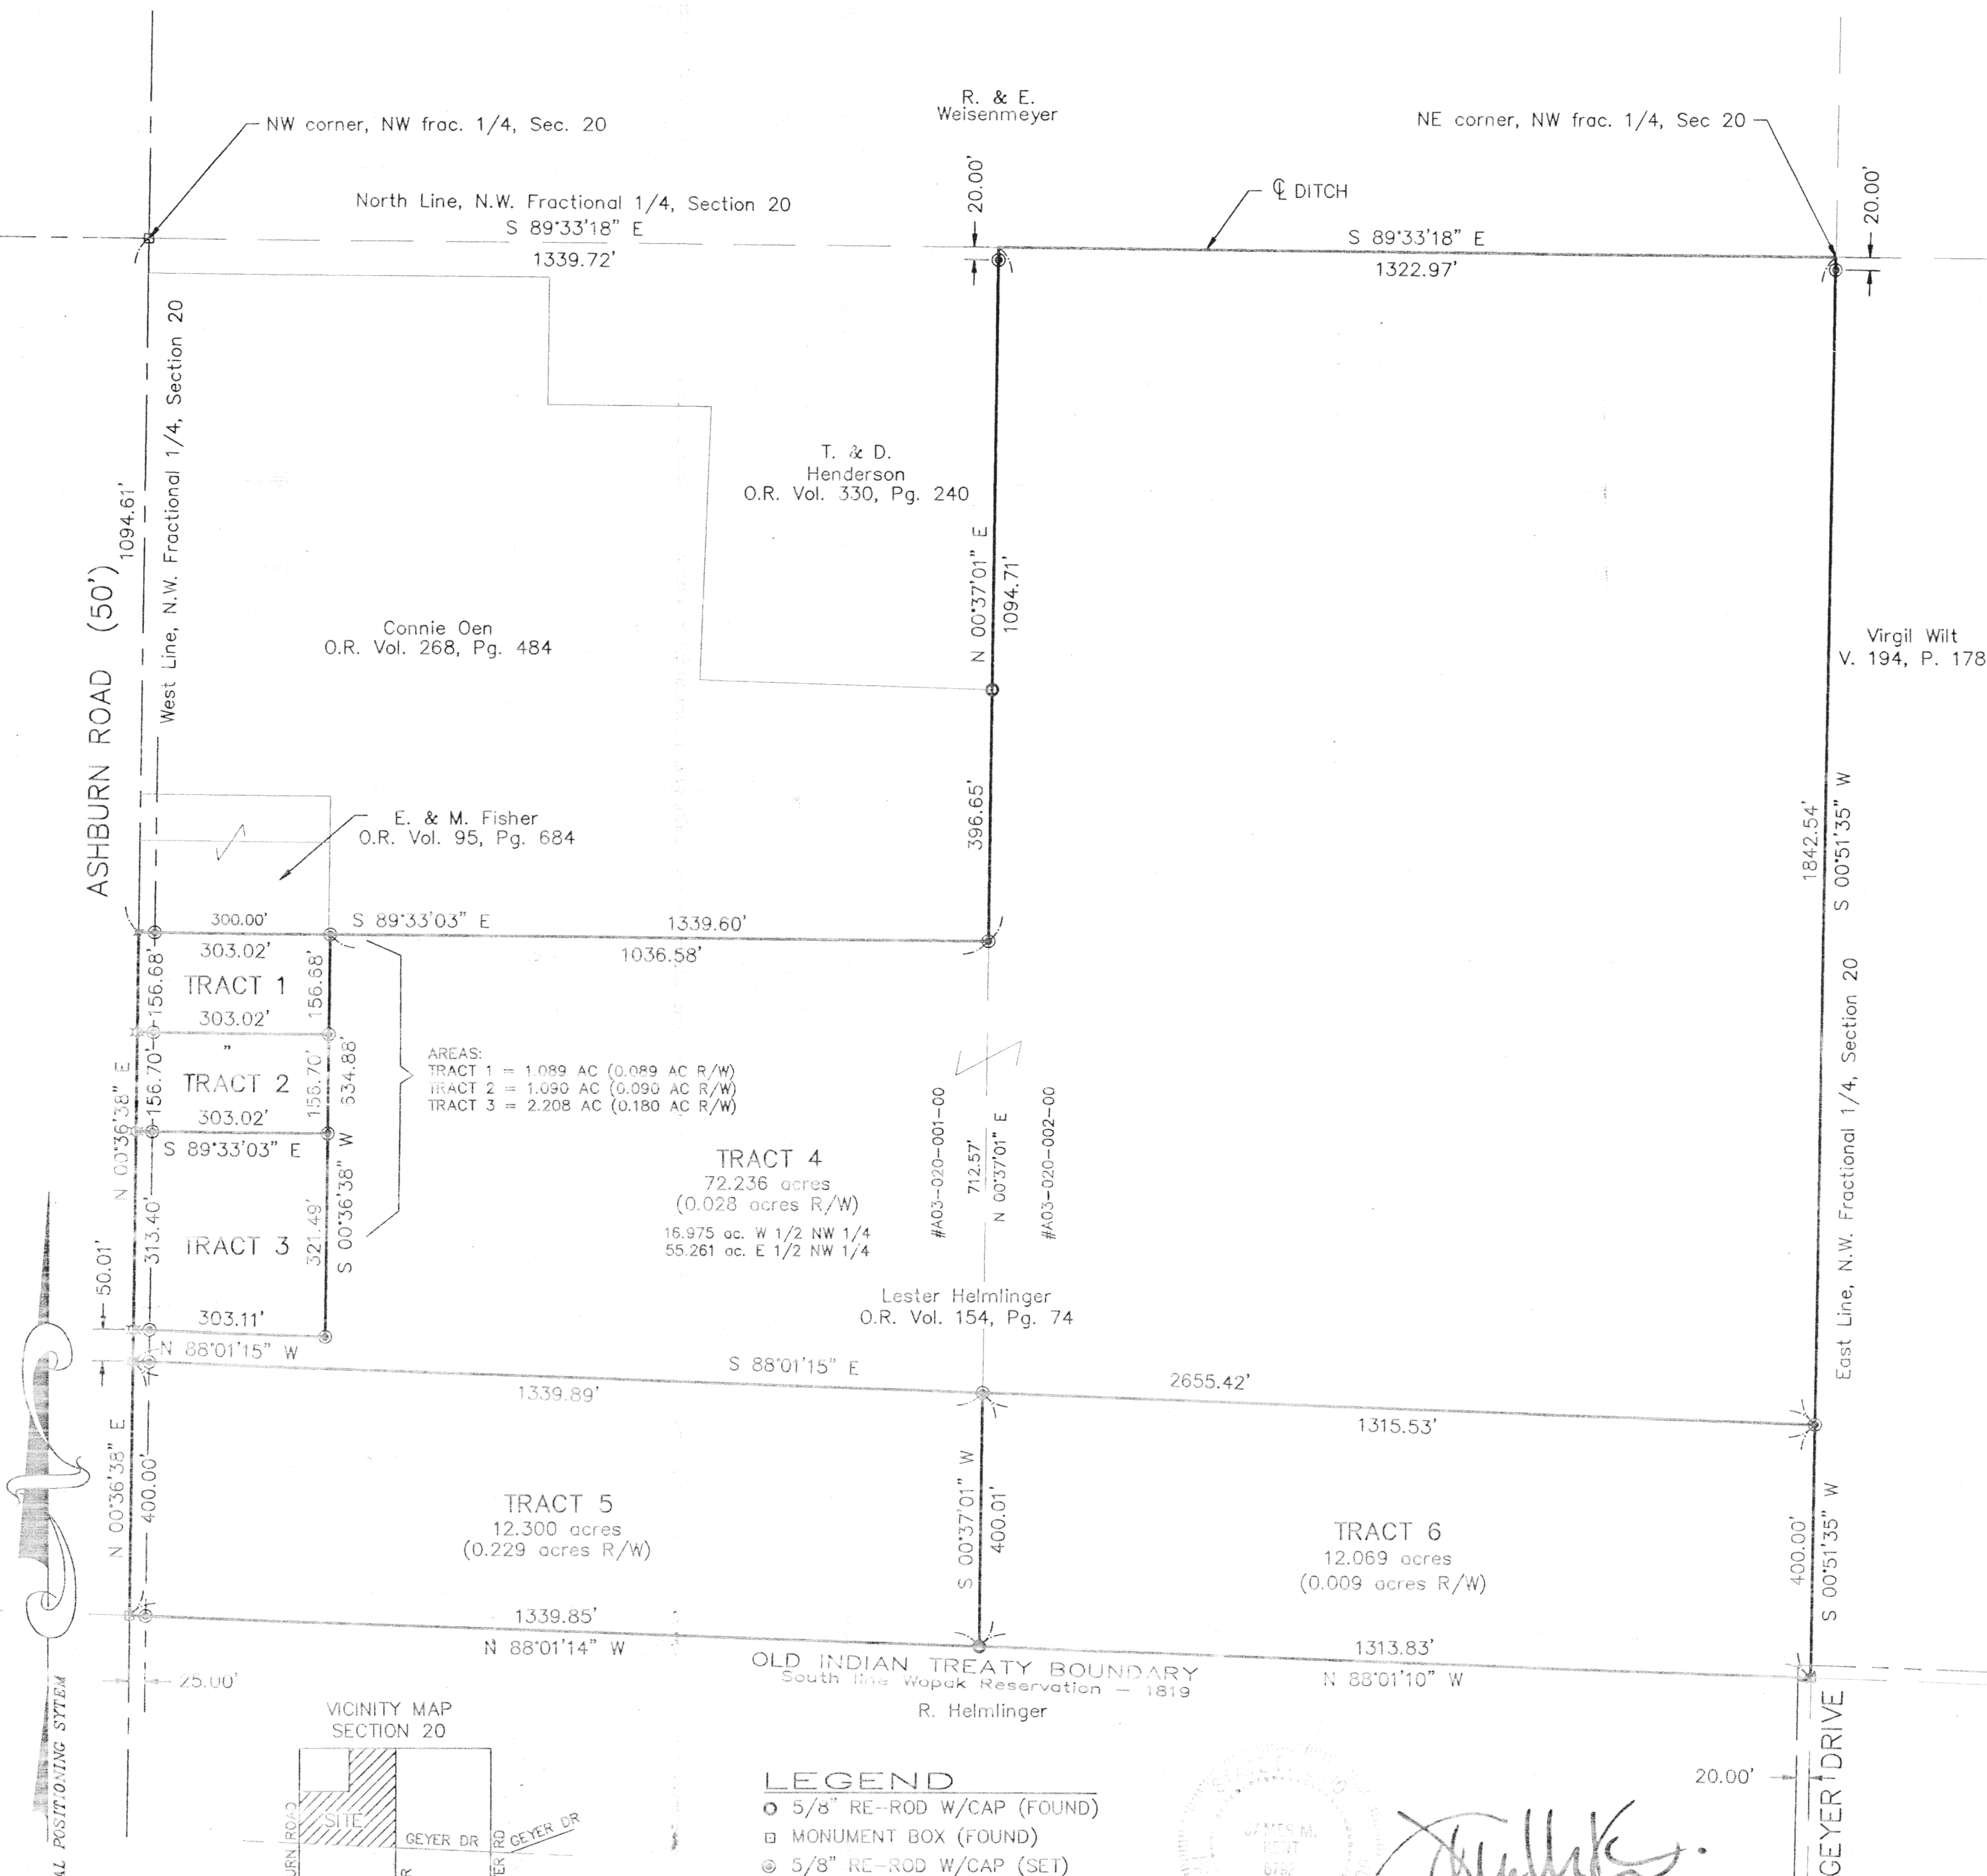 R. & E.
Weisenmeyer
NW corner, NW frac. 1/4, Sec. 20
NE corner, NW frac. 1/4, Sec 20
20.00'
20.00'
℄ DITCH
North Line, N.W. Fractional 1/4, Section 20
S 89°33'18" E
1339.72'
S 89°33'18" E
1322.97'
West Line, N.W. Fractional 1/4, Section 20
1094.61'
ASHBURN ROAD (50')
T. & D.
Henderson
O.R. Vol. 330, Pg. 240
N 00°37'01" E
1094.71'
Connie Oen
O.R. Vol. 268, Pg. 484
Virgil Wilt
V. 194, P. 178
396.65'
1842.54'
S 00°51'35" W
E. & M. Fisher
O.R. Vol. 95, Pg. 684
300.00'
S 89°33'03" E
1339.60'
303.02'
1036.58'
156.68'
TRACT 1
156.68'
303.02'
"
156.70'
TRACT 2
156.70'
634.88'
303.02'
S 89°33'03" E
N 00°36'38" E
S 00°36'38" W
AREAS:
TRACT 1 = 1.089 AC (0.089 AC R/W)
TRACT 2 = 1.090 AC (0.090 AC R/W)
TRACT 3 = 2.208 AC (0.180 AC R/W)
TRACT 4
72.236 acres
(0.028 acres R/W)
16.975 ac. W 1/2 NW 1/4
55.261 ac. E 1/2 NW 1/4
#A03-020-001-00
712.57'
N 00°37'01" E
#A03-020-002-00
East Line, N.W. Fractional 1/4, Section 20
313.40'
TRACT 3
321.49'
50.01'
303.11'
N 88°01'15" W
Lester Helmlinger
O.R. Vol. 154, Pg. 74
S 88°01'15" E
1339.89'
2655.42'
1315.53'
N 00°36'38" E
400.00'
TRACT 5
12.300 acres
(0.229 acres R/W)
S 00°37'01" W
400.01'
TRACT 6
12.069 acres
(0.009 acres R/W)
400.00'
S 00°51'35" W
1339.85'
N 88°01'14" W
1313.83'
N 88°01'10" W
OLD INDIAN TREATY BOUNDARY
South line Wapak Reservation – 1819
R. Helmlinger
25.00'
AL POSITIONING SYTEM
VICINITY MAP
SECTION 20
SITE
URN ROAD
GEYER DR
ER RD
GEYER DR
R
LEGEND
5/8" RE-ROD W/CAP (FOUND)
MONUMENT BOX (FOUND)
5/8" RE-ROD W/CAP (SET)
JAMES M.
KENT
6792
20.00'
GEYER DRIVE